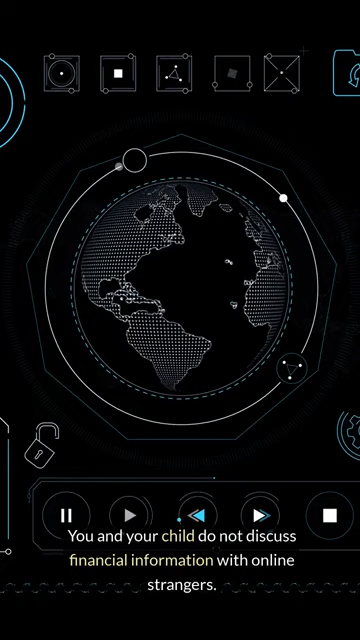 You and your child do not discuss
financial information with online
strangers.